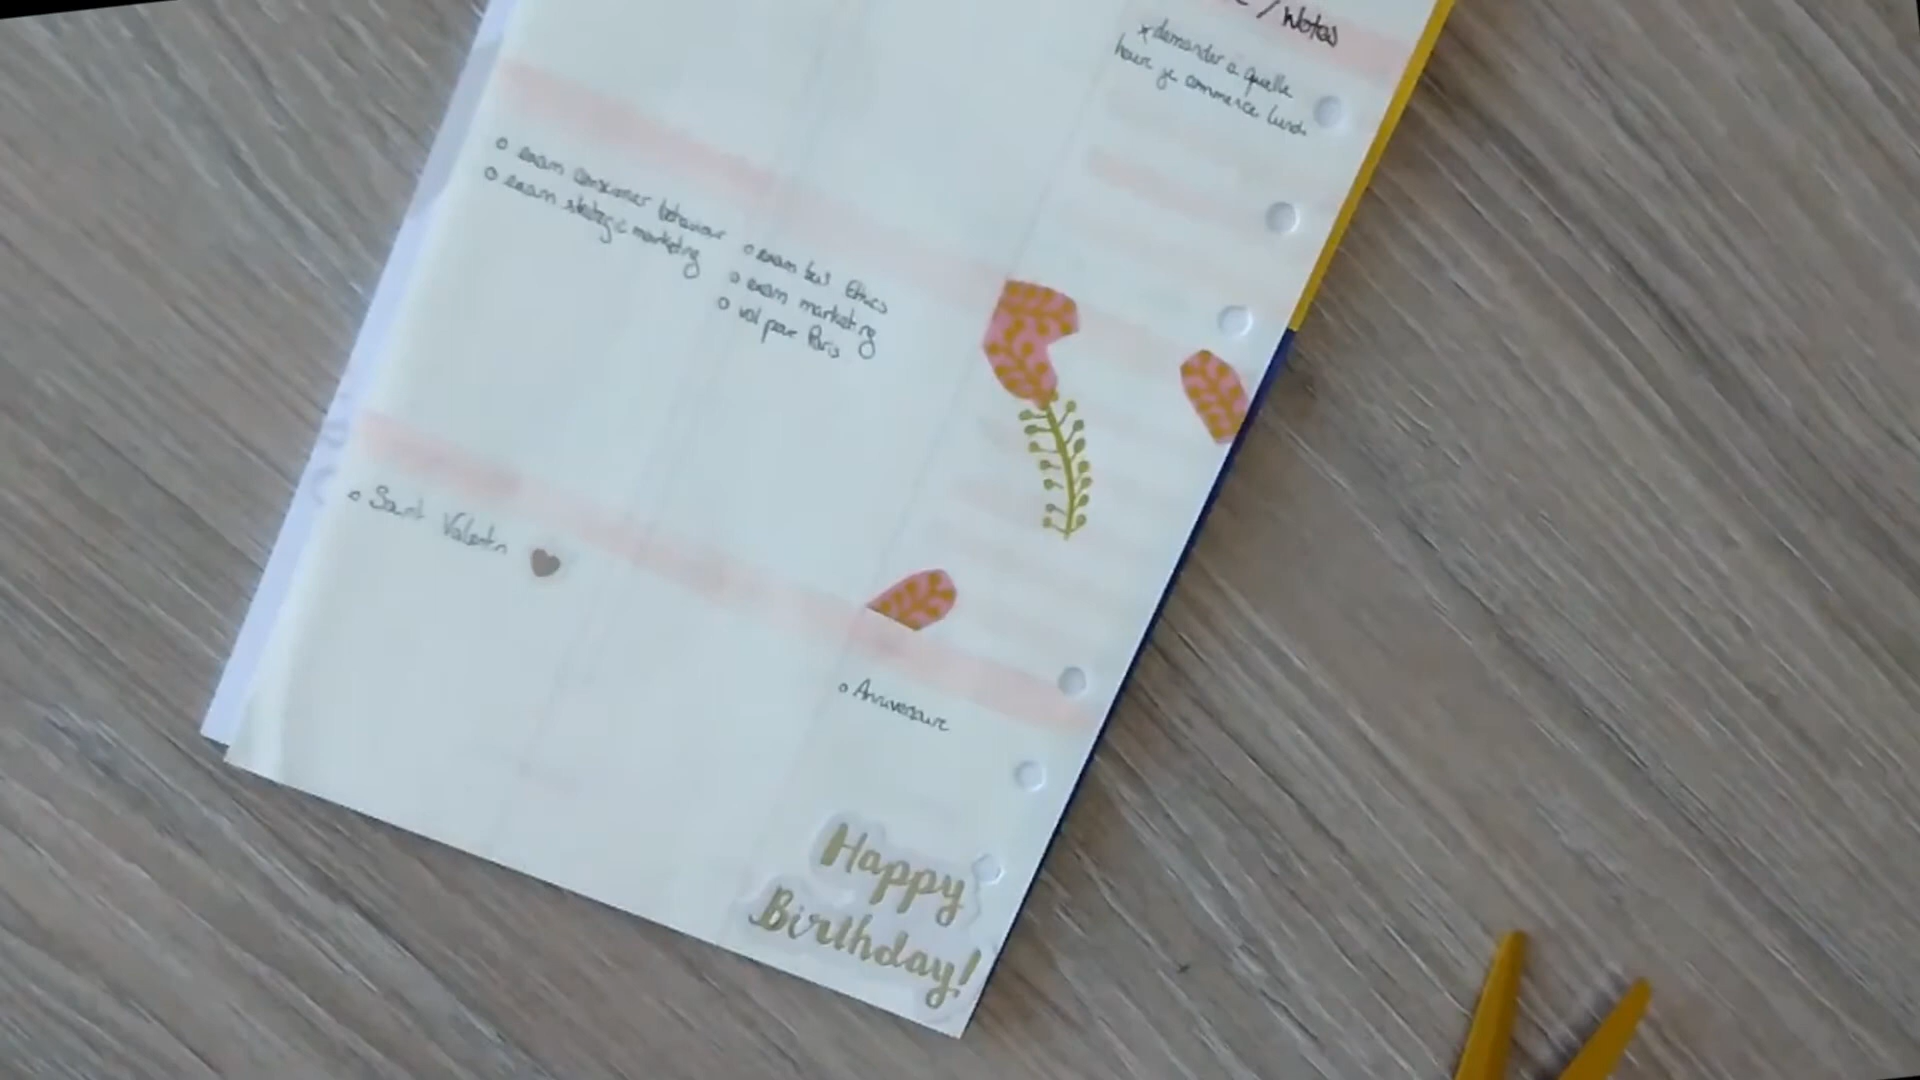 / Notes
* demander à quelle
heure je commence lundi
o exam consumer behaviour
o exam strategic marketing
o exam bus Ethics
o exam marketing
o vol pour Paris
o Saint Valentin
o Anniversaire
Happy
Birthday!